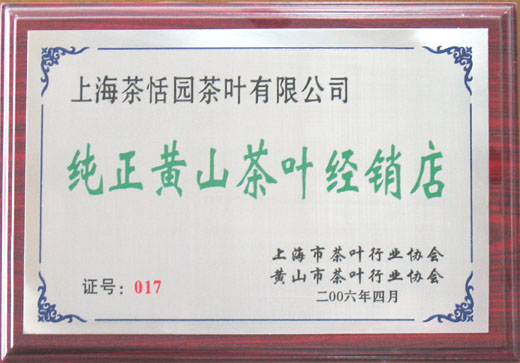 上海茶恬园茶叶有限公司
纯正黄山茶叶经销店
上海市茶叶行业协会
黄山市茶叶行业协会
证号：017
二00六年四月